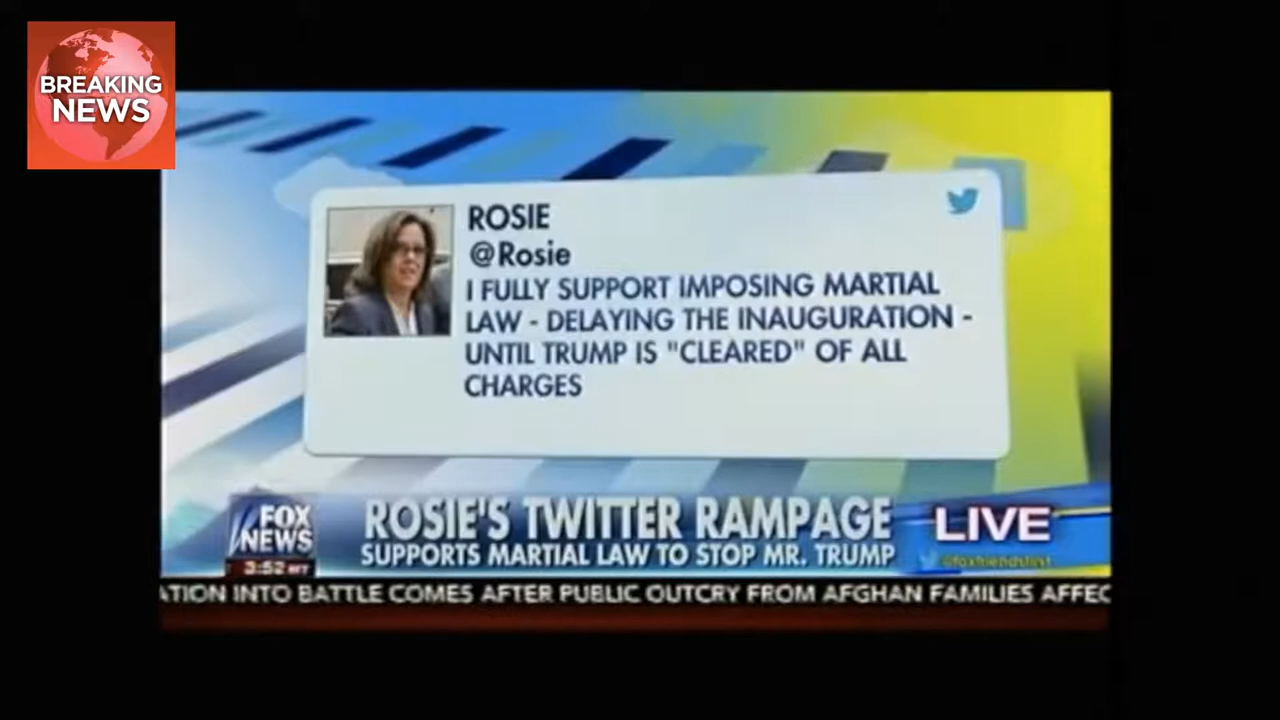 BREAKING
NEWS
ROSIE
@Rosie
I FULLY SUPPORT IMPOSING MARTIAL
LAW - DELAYING THE INAUGURATION -
UNTIL TRUMP IS "CLEARED" OF ALL
CHARGES
FOX
NEWS
3:52 MT
ROSIE'S TWITTER RAMPAGE
SUPPORTS MARTIAL LAW TO STOP MR. TRUMP
LIVE
@foxfriendsfirst
ATION INTO BATTLE COMES AFTER PUBLIC OUTCRY FROM AFGHAN FAMILIES AFFEC